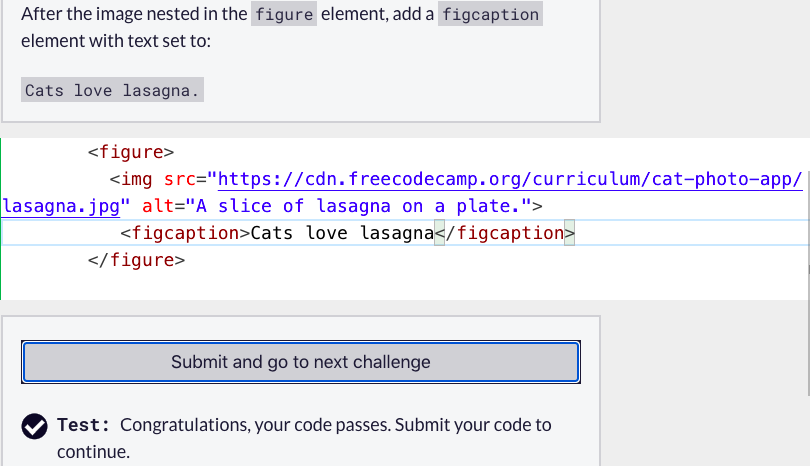 After the image nested in the figure element, add a figcaption
element with text set to:
Cats love lasagna.
<figure>
<img src="https://cdn.freecodecamp.org/curriculum/cat-photo-app/
lasagna.jpg" alt="A slice of lasagna on a plate.">
<figcaption>Cats love lasagna</figcaption>
</figure>
Submit and go to next challenge
Test: Congratulations, your code passes. Submit your code to
continue.